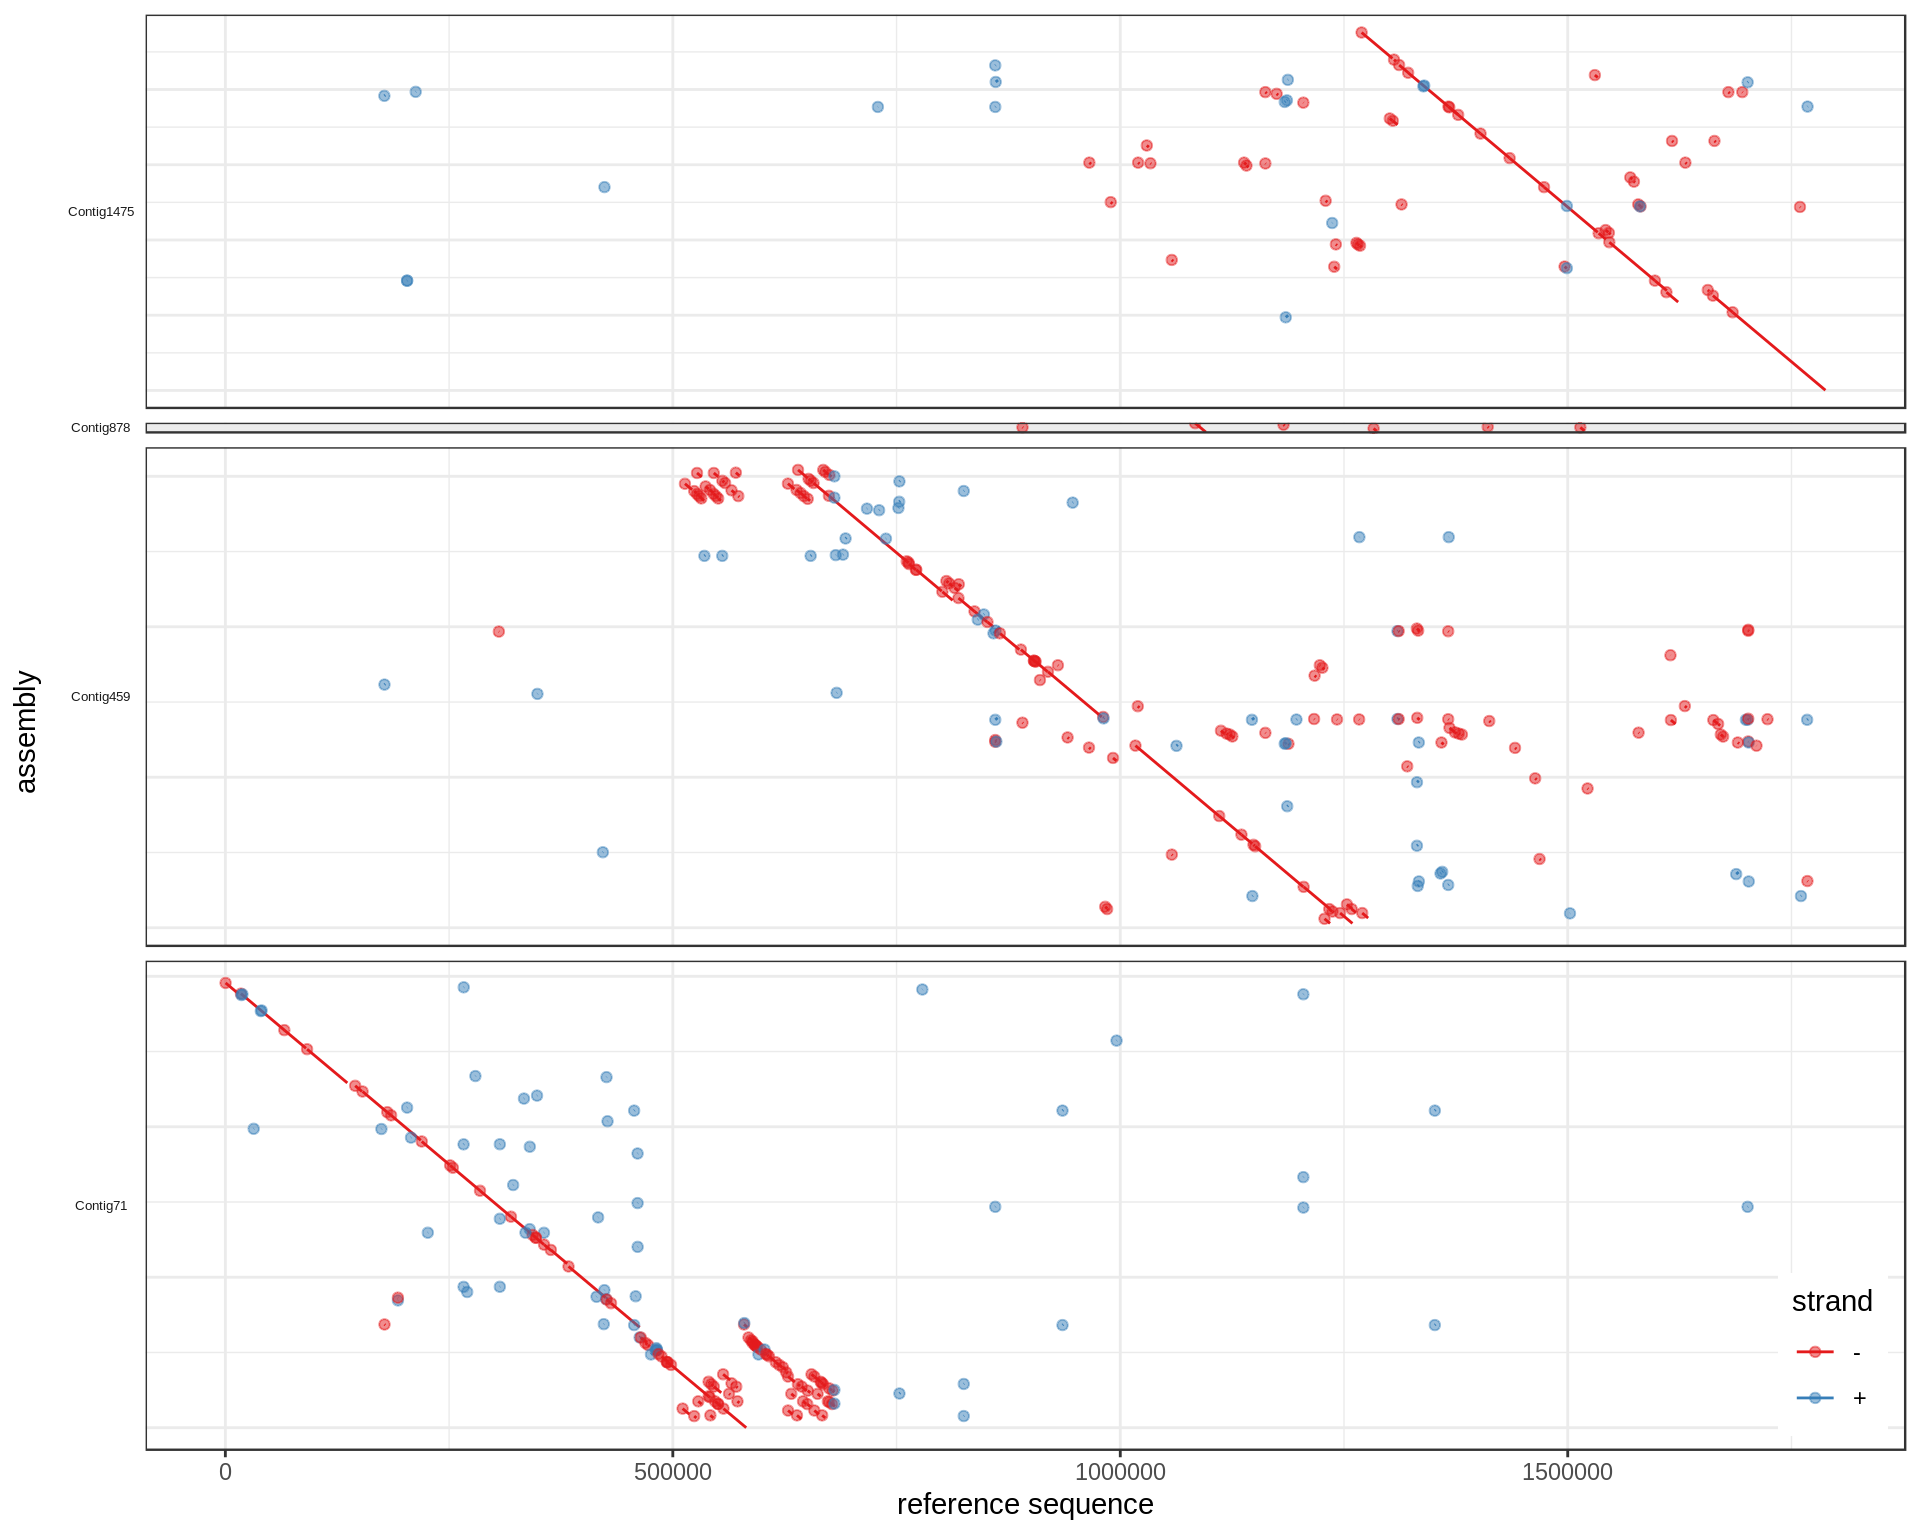 Contig1475
Contig878
Contig459
Contig71
assembly
strand
-
+
0 500000 1000000 1500000
reference sequence